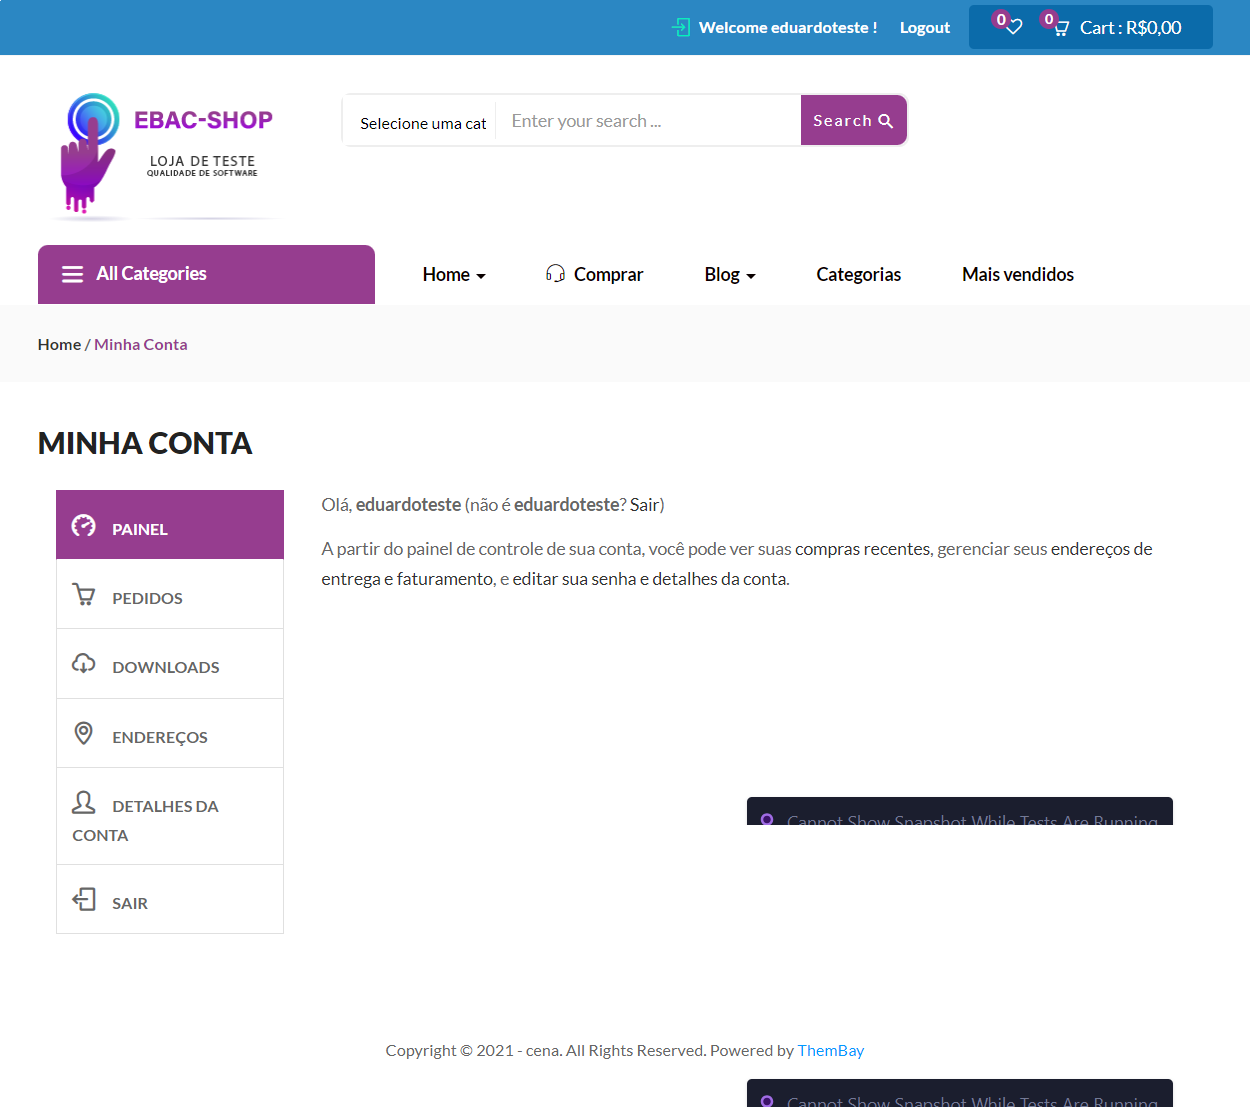 Welcome eduardoteste !
Logout
0
0
Cart : R$0,00
EBAC-SHOP
LOJA DE TESTE
QUALIDADE DE SOFTWARE
Selecione uma cat
Enter your search ...
Search
All Categories
Home
Comprar
Blog
Categorias
Mais vendidos
Home / Minha Conta
MINHA CONTA
PAINEL
PEDIDOS
DOWNLOADS
ENDEREÇOS
DETALHES DA
CONTA
SAIR
Olá, eduardoteste (não é eduardoteste? Sair)
A partir do painel de controle de sua conta, você pode ver suas compras recentes, gerenciar seus endereços de
entrega e faturamento, e editar sua senha e detalhes da conta.
Cannot Show Snapshot While Tests Are Running
Copyright © 2021 - cena. All Rights Reserved. Powered by ThemBay
Cannot Show Snapshot While Tests Are Running